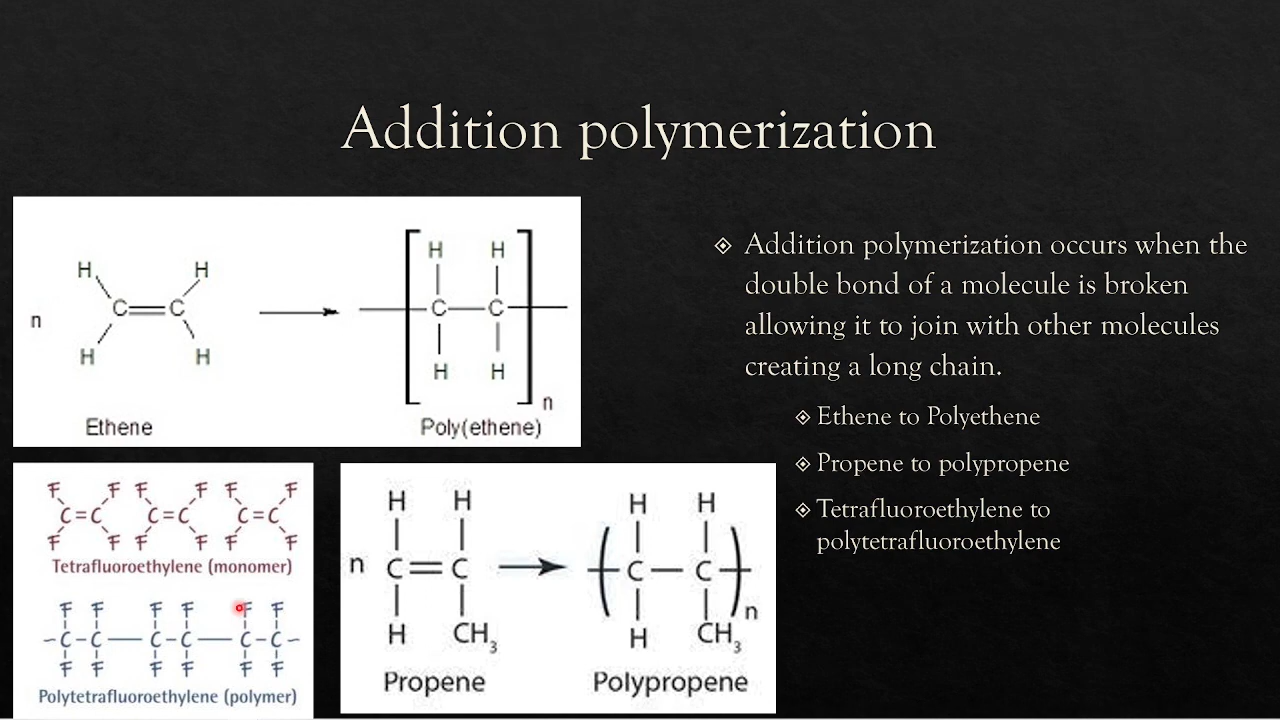 Addition polymerization
H H
n C=C
H H
Ethene
H H
C—C
H H
n
Poly(ethene)
F F F F F F
C=C C=C C=C
F F F F F F
Tetrafluoroethylene (monomer)
F F F F F F
–C–C—C–C—C–C–
F F F F F F
Polytetrafluoroethylene (polymer)
H H
n C=C
H CH3
Propene
H H
( C—C )n
H CH3
Polypropene
Addition polymerization occurs when the
double bond of a molecule is broken
allowing it to join with other molecules
creating a long chain.
Ethene to Polyethene
Propene to polypropene
Tetrafluoroethylene to
polytetrafluoroethylene